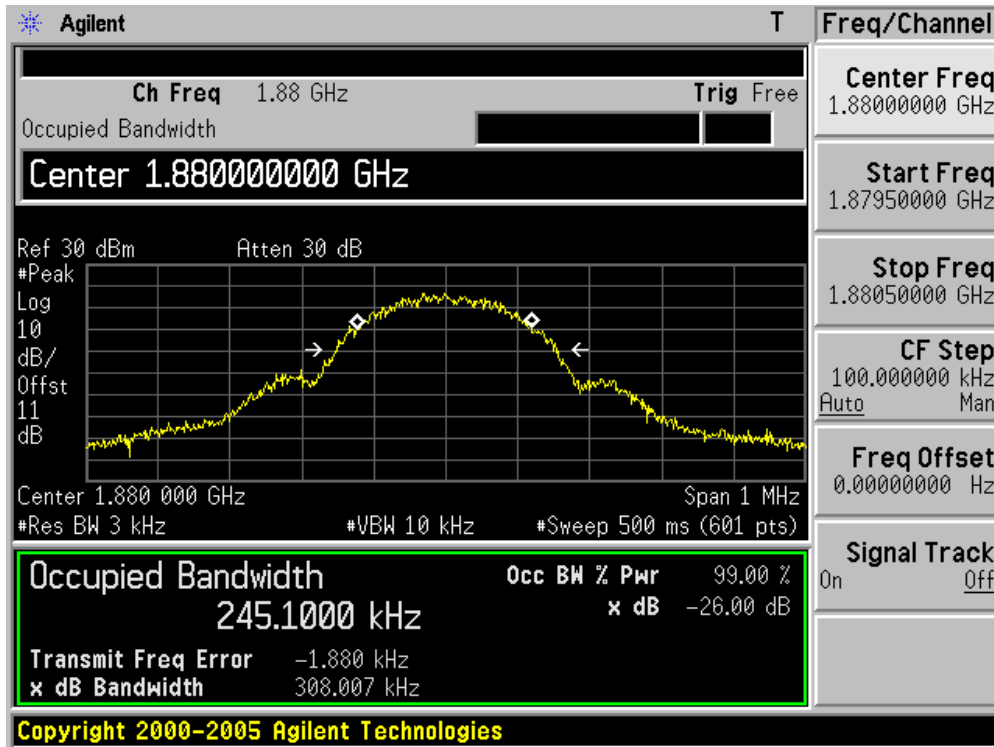 Agilent
T
Freq/Channel
Ch Freq 1.88 GHz
Trig Free
Occupied Bandwidth
Center 1.880000000 GHz
Ref 30 dBm
Atten 30 dB
#Peak
Log
10
dB/
Offst
11
dB
Center 1.880 000 GHz
Span 1 MHz
#Res BW 3 kHz
#VBW 10 kHz
#Sweep 500 ms (601 pts)
Occupied Bandwidth
245.1000 kHz
Occ BW % Pwr 99.00 %
x dB -26.00 dB
Transmit Freq Error -1.880 kHz
x dB Bandwidth 308.007 kHz
Copyright 2000-2005 Agilent Technologies
Center Freq
1.88000000 GHz
Start Freq
1.87950000 GHz
Stop Freq
1.88050000 GHz
CF Step
100.000000 kHz
Auto Man
Freq Offset
0.00000000 Hz
Signal Track
On Off